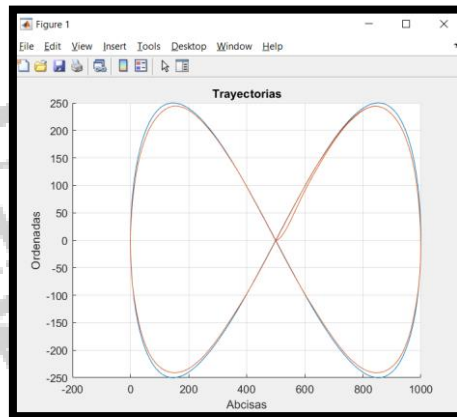 Figure 1
File Edit View Insert Tools Desktop Window Help
Trayectorias
250
200
150
100
50
0
-50
-100
-150
-200
-250
Ordenadas
-200 0 200 400 600 800 1000
Abcisas